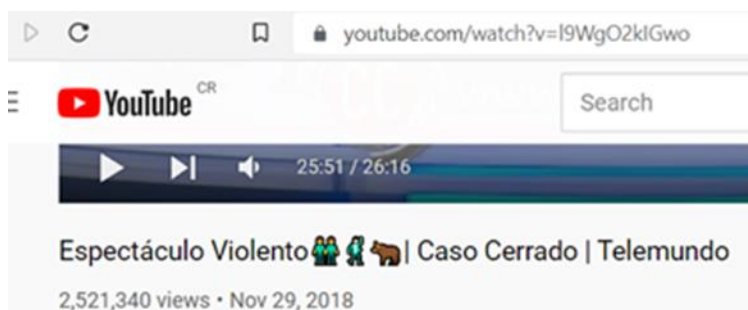 youtube.com/watch?v=l9WgO2kIGwo
YouTube CR
Search
25:51 / 26:16
Espectáculo Violento👬🧟🐂| Caso Cerrado | Telemundo
2,521,340 views • Nov 29, 2018